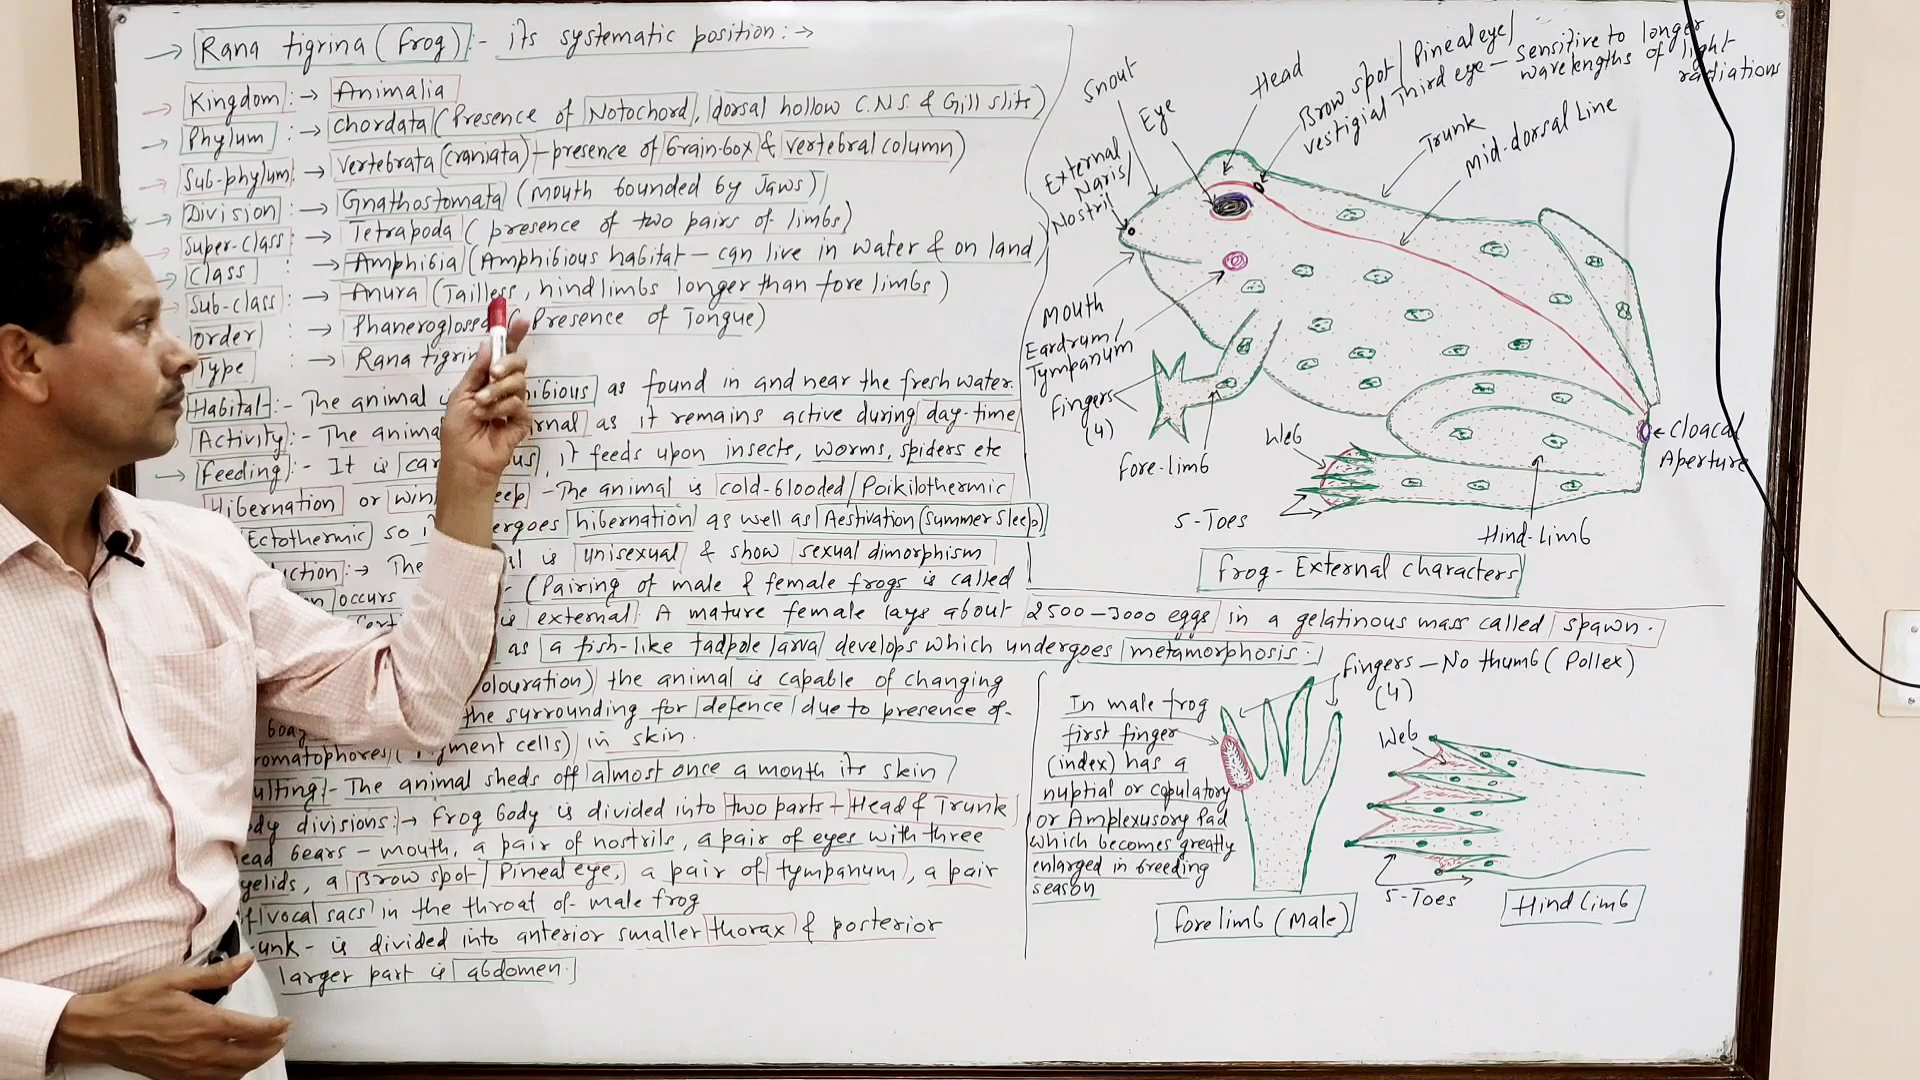 → Rana tigrina (frog) :- its systematic position :→
→ Kingdom :→ Animalia
→ Phylum :→ Chordata (Presence of Notochord, dorsal hollow C.N.S. & Gill slits)
→ Sub-phylum :→ Vertebrata (Craniata) – presence of Brain-box & vertebral column)
→ Division :→ Gnathostomata (mouth bounded by Jaws)
Super-class :→ Tetrapoda (presence of two pairs of limbs)
→ Class :→ Amphibia (Amphibious habitat – can live in water & on land)
Sub-class :→ Anura (Tailless, hind limbs longer than fore limbs)
order :→ Phaneroglossa (Presence of Tongue)
Type :→ Rana tigrin
Habitat :- The animal is as found in and near the fresh water.
Activity :- The animal as it remains active during day-time
→ Feeding :- It is it feeds upon insects, worms, spiders etc
Hibernation or – The animal is cold-blooded/Poikilothermic
Ectothermic so hibernation as well as Aestivation (Summer sleep)
The is unisexual & show sexual dimorphism
occurs – (Pairing of male & female frogs is called
is external. A mature female lays about 2500–3000 eggs in a gelatinous mass called spawn.
as a fish-like tadpole larva develops which undergoes metamorphosis.
the animal is capable of changing
the surrounding for defence due to presence of
in skin.
:- The animal sheds off almost once a month its skin
divisions :→ Frog body is divided into two parts – Head & Trunk
bears – mouth, a pair of nostrils, a pair of eyes with three
a Brow spot/Pineal eye, a pair of tympanum, a pair
vocal sacs in the throat of male frog
– is divided into anterior smaller thorax & posterior
larger part is abdomen.
Snout
Eye
Head
Brow spot/Pineal eye/
vestigial Third eye – sensitive to longer
wavelengths of light
radiations
Trunk
Mid-dorsal Line
External
Naris/
Nostril
Mouth
Eardrum/
Tympanum
fingers
(4)
fore-limb
Web
5-Toes
Hind-limb
← Cloacal
Aperture
Frog - External characters
In male frog
first finger
(index) has a
nuptial or copulatory
or Amplexusory Pad
which becomes greatly
enlarged in breeding
season
fingers – No thumb (Pollex)
(4)
Fore limb (Male)
Web
5-Toes
Hind limb